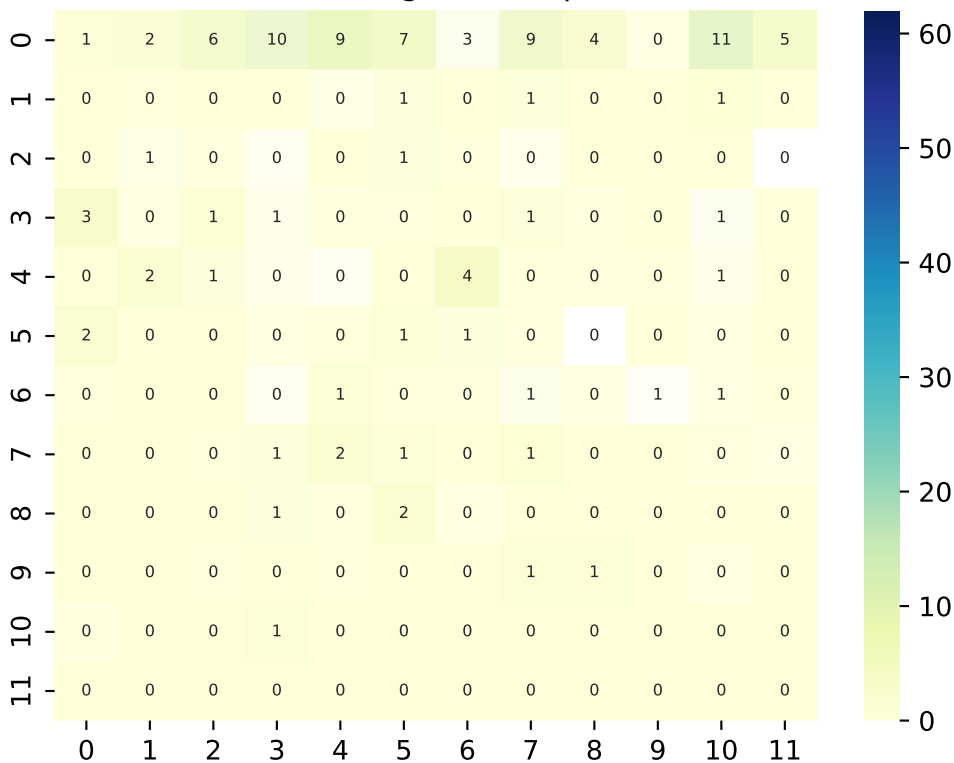 0 1 2 6 10 9 7 3 9 4 0 11 5
1 0 0 0 0 0 1 0 1 0 0 1 0
2 0 1 0 0 0 1 0 0 0 0 0 0
3 3 0 1 1 0 0 0 1 0 0 1 0
4 0 2 1 0 0 0 4 0 0 0 1 0
5 2 0 0 0 0 1 1 0 0 0 0 0
6 0 0 0 0 1 0 0 1 0 1 1 0
7 0 0 0 1 2 1 0 1 0 0 0 0
8 0 0 0 1 0 2 0 0 0 0 0 0
9 0 0 0 0 0 0 0 1 1 0 0 0
10 0 0 0 1 0 0 0 0 0 0 0 0
11 0 0 0 0 0 0 0 0 0 0 0 0
0 1 2 3 4 5 6 7 8 9 10 11
60
50
40
30
20
10
0